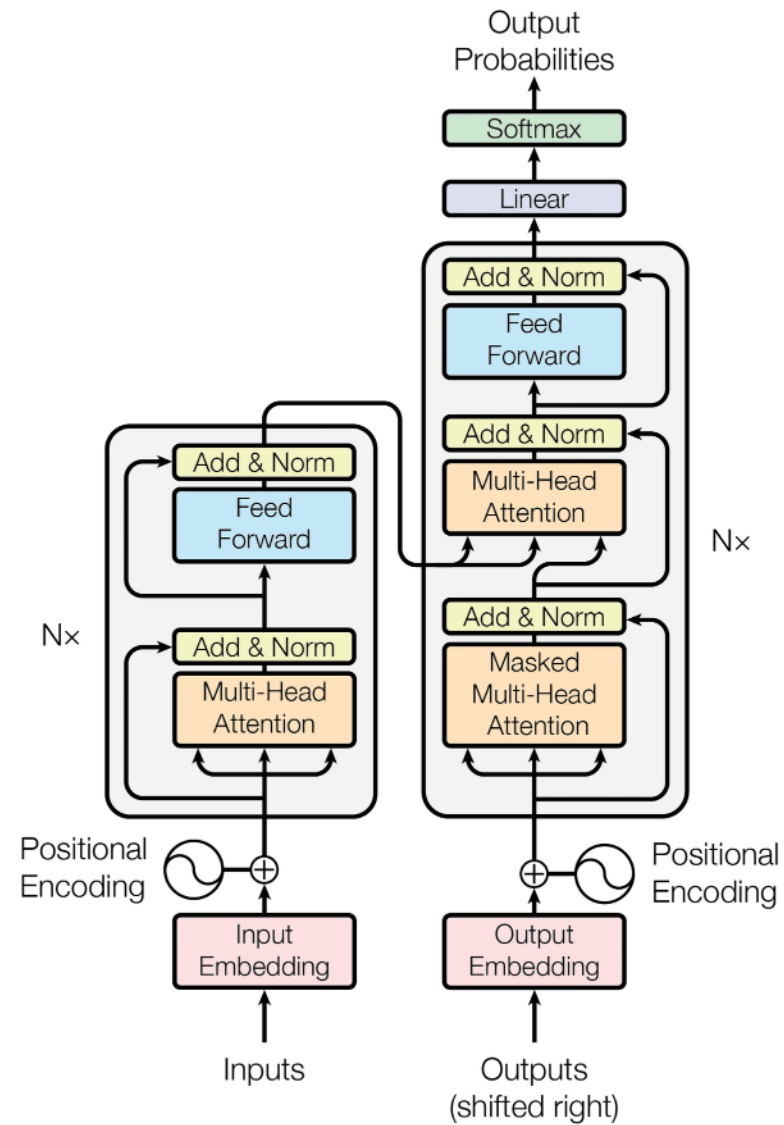 Output
Probabilities
Softmax
Linear
Add & Norm
Feed
Forward
Add & Norm
Multi-Head
Attention
Add & Norm
Masked
Multi-Head
Attention
Nx
Add & Norm
Feed
Forward
Add & Norm
Multi-Head
Attention
Nx
Positional
Encoding
Positional
Encoding
Input
Embedding
Output
Embedding
Inputs
Outputs
(shifted right)